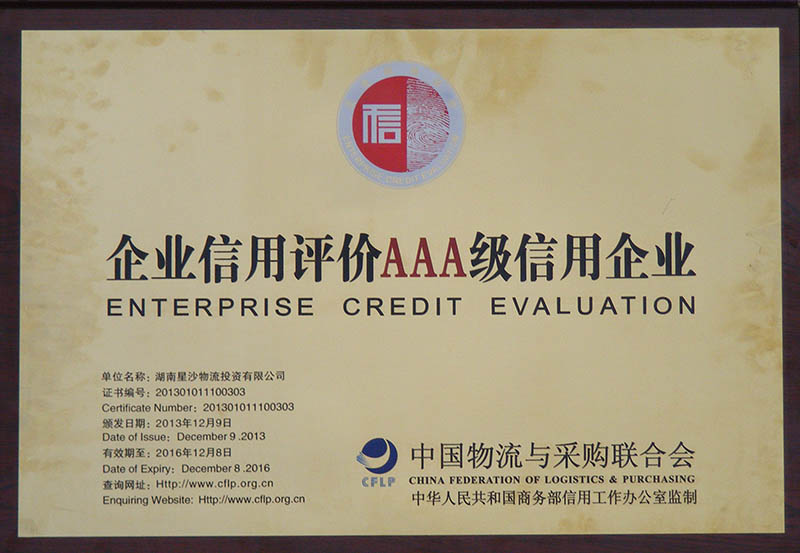 信
ENTERPRISE CREDIT EVALUATION
企业信用评价AAA级信用企业
ENTERPRISE CREDIT EVALUATION
单位名称：湖南星沙物流投资有限公司
证书编号：201301011100303
Certificate Number：201301011100303
颁发日期：2013年12月9日
Date of Issue：December 9 .2013
有效期至：2016年12月8日
Date of Expiry：December 8 .2016
查询网址：Http://www.cflp.org.cn
Enquiring Website：Http://www.cflp.org.cn
CFLP
中国物流与采购联合会
CHINA FEDERATION OF LOGISTICS & PURCHASING
中华人民共和国商务部信用工作办公室监制